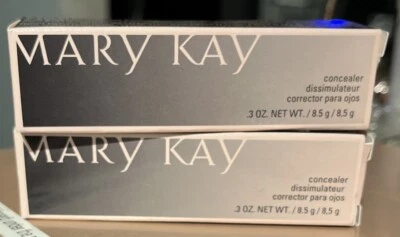 MARY KAY
concealer
dissimulateur
corrector para ojos
.3 OZ. NET WT. / 8.5 g / 8,5 g
MARY KAY
concealer
dissimulateur
corrector para ojos
.3 OZ. NET WT. / 8.5 g / 8,5 g